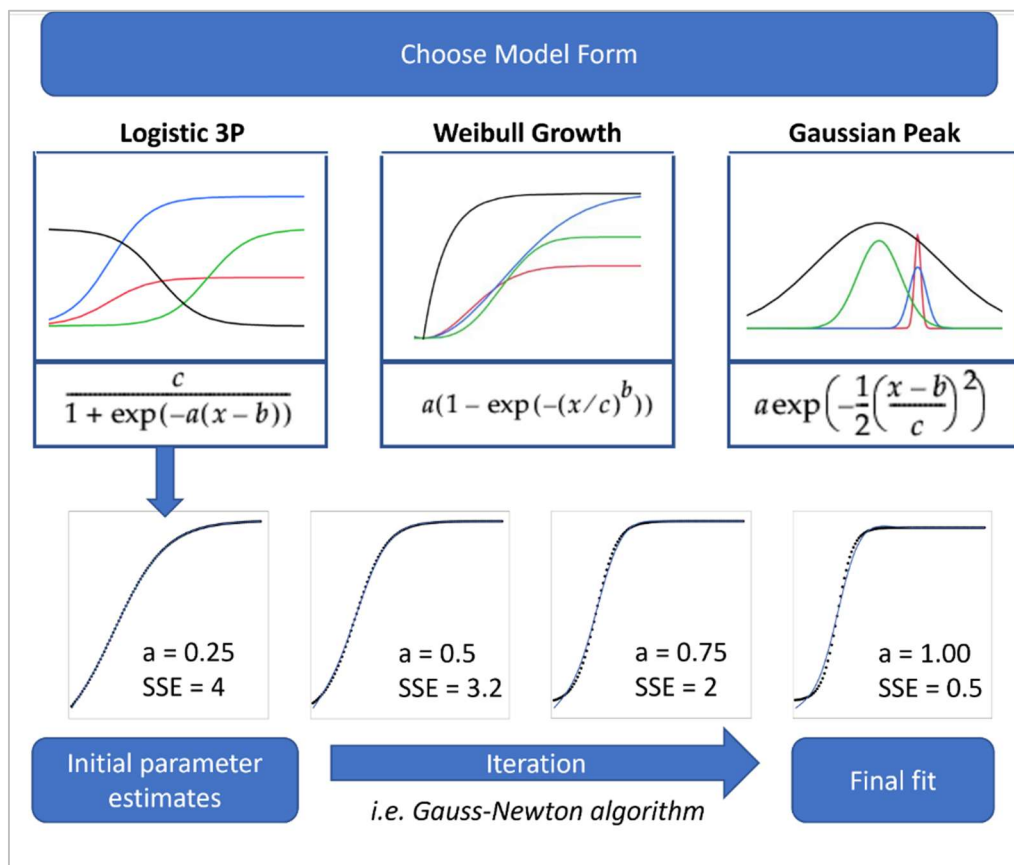 Choose Model Form
Logistic 3P
Weibull Growth
Gaussian Peak
c / (1 + exp(−a(x − b)))
a(1 − exp(−(x/c)^b))
a exp(−1/2((x − b)/c)^2)
a = 0.25
SSE = 4
a = 0.5
SSE = 3.2
a = 0.75
SSE = 2
a = 1.00
SSE = 0.5
Initial parameter
estimates
Iteration
i.e. Gauss-Newton algorithm
Final fit